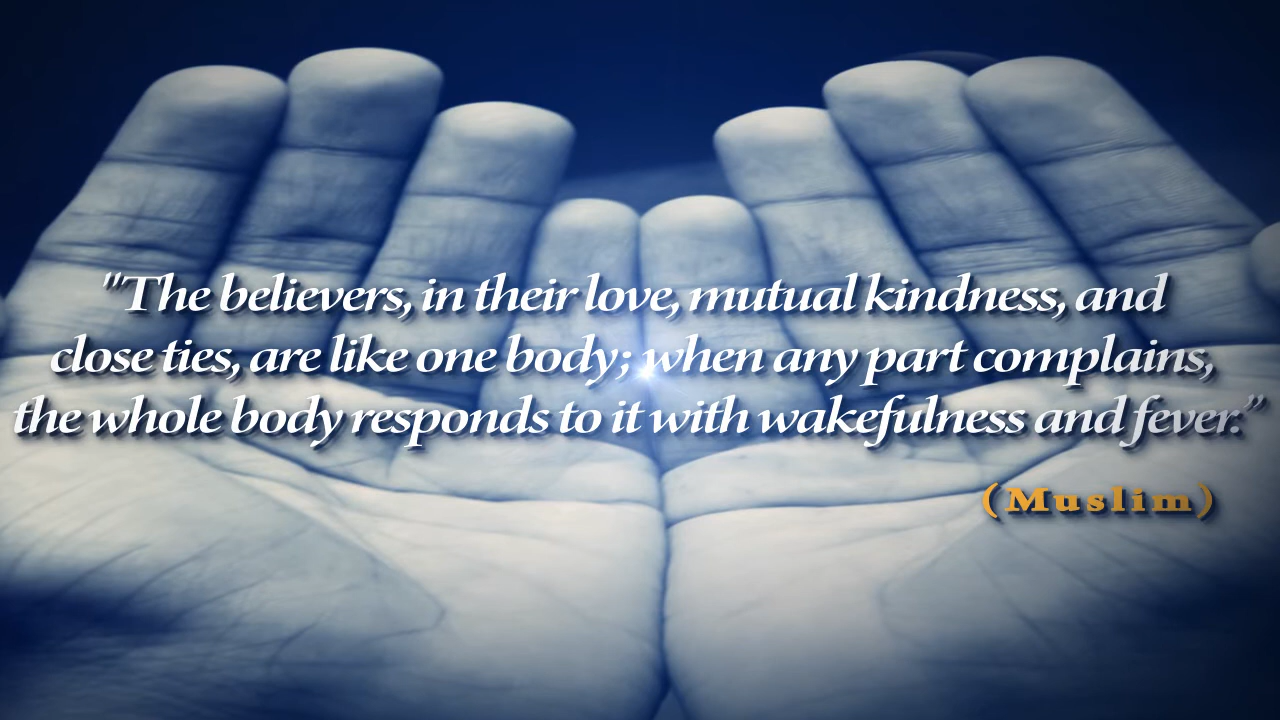 "The believers, in their love, mutual kindness, and
close ties, are like one body; when any part complains,
the whole body responds to it with wakefulness and fever.”
(Muslim)